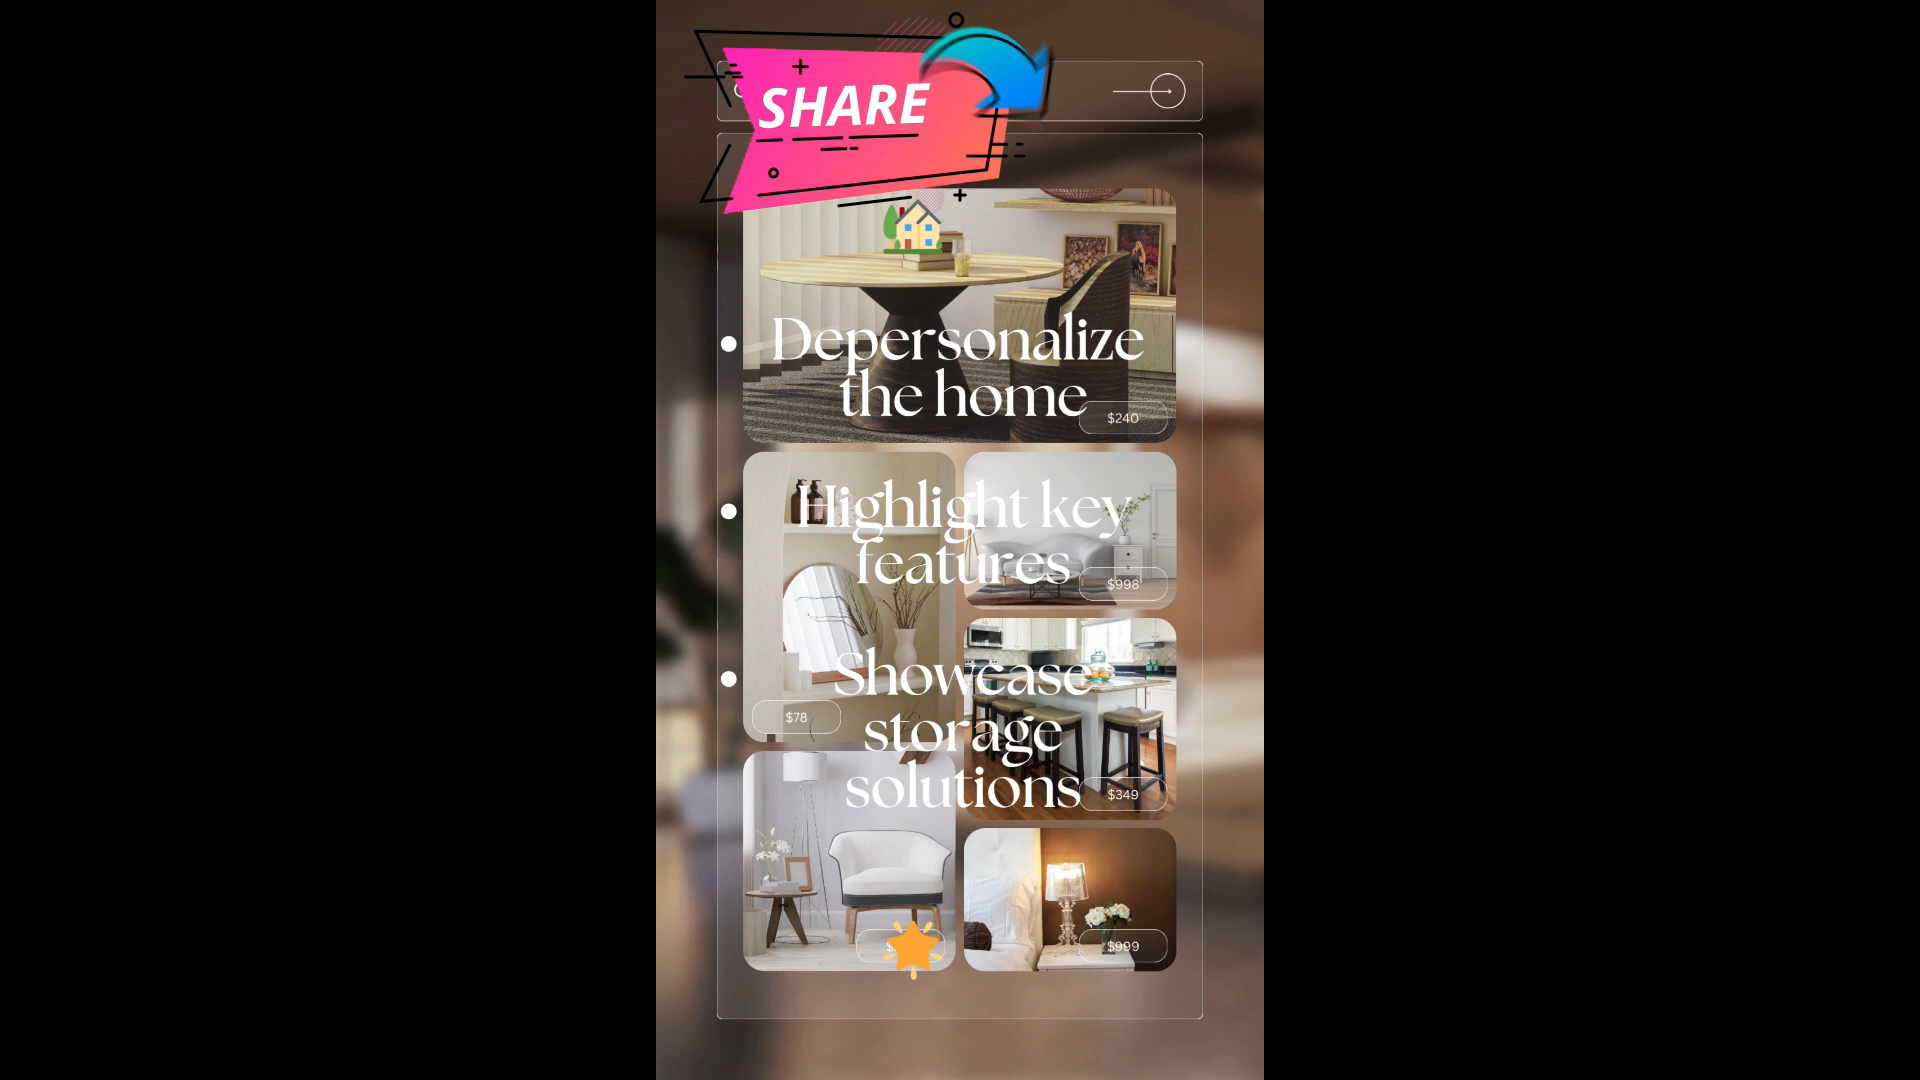 SHARE
• Depersonalize
the home
$240
• Highlight key
features
$998
• Showcase
storage
solutions
$78
$349
$999